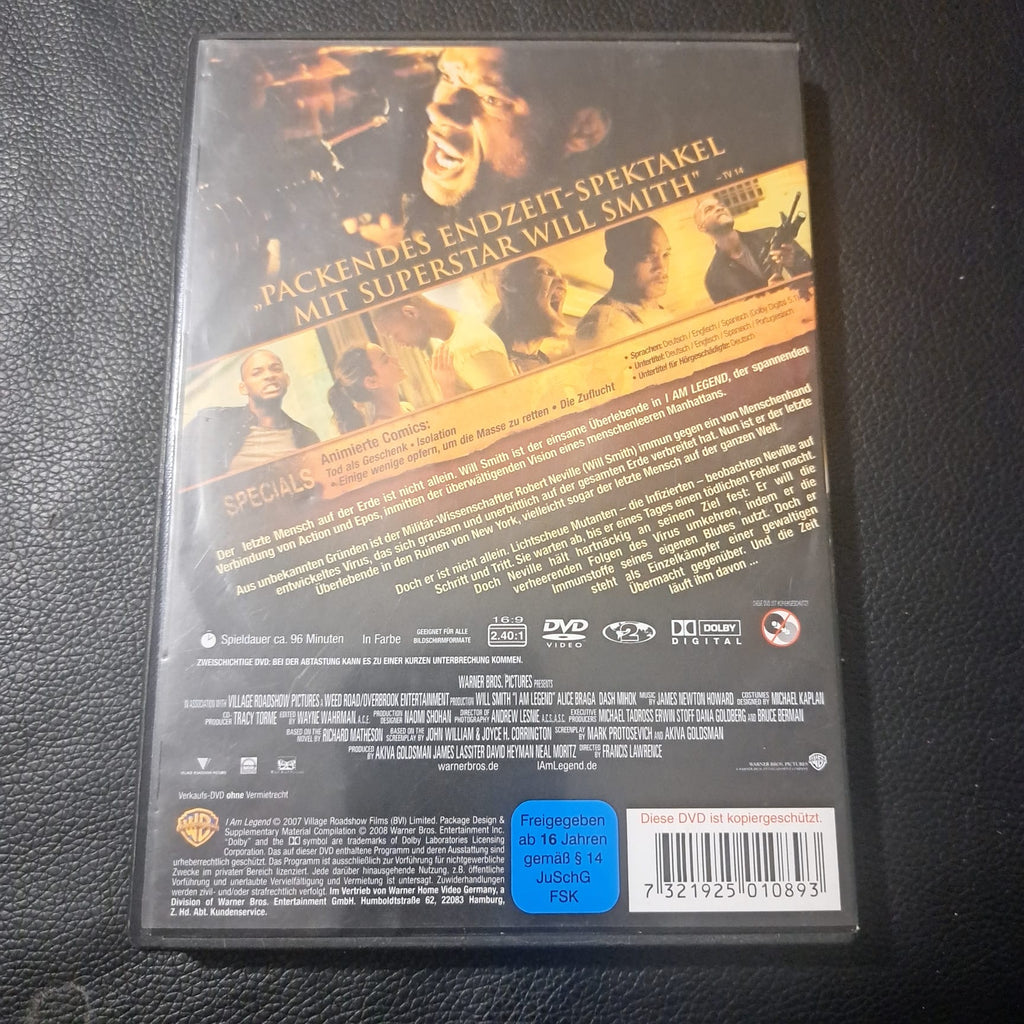 „PACKENDES ENDZEIT-SPEKTAKEL
MIT SUPERSTAR WILL SMITH" –TV 14
• Sprachen: Deutsch / Englisch / Spanisch (Dolby Digital 5.1)
• Untertitel: Deutsch / Englisch / Spanisch / Portugiesisch
• Untertitel für Hörgeschädigte: Deutsch
SPECIALS
Animierte Comics:
Tod als Geschenk • Isolation
• Einige wenige opfern, um die Masse zu retten • Die Zuflucht
Der letzte Mensch auf der Erde ist nicht allein. Will Smith ist der einsame Überlebende in I AM LEGEND, der spannenden
Verbindung von Action und Epos, inmitten der überwältigenden Vision eines menschenleeren Manhattans.
Aus unbekannten Gründen ist der Militär-Wissenschaftler Robert Neville (Will Smith) immun gegen ein von Menschenhand
entwickeltes Virus, das sich grausam und unerbittlich auf der gesamten Erde verbreitet hat. Nun ist er der letzte
Überlebende in den Ruinen von New York, vielleicht sogar der letzte Mensch auf der ganzen Welt.
Doch er ist nicht allein. Lichtscheue Mutanten – die Infizierten – beobachten Neville auf
Schritt und Tritt. Sie warten ab, bis er eines Tages einen tödlichen Fehler macht.
Doch Neville hält hartnäckig an seinem Ziel fest: Er will die
verheerenden Folgen des Virus umkehren, indem er die
Immunstoffe seines eigenen Blutes nutzt. Doch er
steht als Einzelkämpfer einer gewaltigen
Übermacht gegenüber. Und die Zeit
läuft ihm davon ...
DIESE DVD IST KOPIERGESCHÜTZT
Spieldauer ca. 96 Minuten In Farbe GEEIGNET FÜR ALLE BILDSCHIRMFORMATE 16:9 2.40:1 DVD VIDEO 2 DOLBY DIGITAL
ZWEISCHICHTIGE DVD: BEI DER ABTASTUNG KANN ES ZU EINER KURZEN UNTERBRECHUNG KOMMEN.
WARNER BROS. PICTURES PRESENTS
IN ASSOCIATION WITH VILLAGE ROADSHOW PICTURES A WEED ROAD/OVERBROOK ENTERTAINMENT PRODUCTION WILL SMITH "I AM LEGEND" ALICE BRAGA DASH MIHOK MUSIC BY JAMES NEWTON HOWARD COSTUMES DESIGNED BY MICHAEL KAPLAN
CO-PRODUCER TRACY TORME EDITED BY WAYNE WAHRMAN, A.C.E. PRODUCTION DESIGNER NAOMI SHOHAN DIRECTOR OF PHOTOGRAPHY ANDREW LESNIE, A.C.S., A.S.C. EXECUTIVE PRODUCERS MICHAEL TADROSS ERWIN STOFF DANA GOLDBERG AND BRUCE BERMAN
BASED ON THE NOVEL BY RICHARD MATHESON BASED ON THE SCREENPLAY BY JOHN WILLIAM & JOYCE H. CORRINGTON SCREENPLAY BY MARK PROTOSEVICH AND AKIVA GOLDSMAN
PRODUCED BY AKIVA GOLDSMAN JAMES LASSITER DAVID HEYMAN NEAL MORITZ DIRECTED BY FRANCIS LAWRENCE
VILLAGE ROADSHOW PICTURES warnerbros.de IAmLegend.de WARNER BROS. PICTURES
Verkaufs-DVD ohne Vermietrecht
I Am Legend © 2007 Village Roadshow Films (BVI) Limited. Package Design &
Supplementary Material Compilation © 2008 Warner Bros. Entertainment Inc.
"Dolby" and the DD symbol are trademarks of Dolby Laboratories Licensing
Corporation. Das auf dieser DVD enthaltene Programm und deren Ausstattung sind
urheberrechtlich geschützt. Das Programm ist ausschließlich zur Vorführung für nichtgewerbliche
Zwecke im privaten Bereich lizenziert. Jede darüber hinausgehende Nutzung, z.B. öffentliche
Vorführung und unerlaubte Vervielfältigung und Vermietung ist untersagt. Zuwiderhandlungen
werden zivil- und/oder strafrechtlich verfolgt. Im Vertrieb von Warner Home Video Germany, a
Division of Warner Bros. Entertainment GmbH. Humboldtstraße 62, 22083 Hamburg,
Z. Hd. Abt. Kundenservice.
Freigegeben
ab 16 Jahren
gemäß § 14
JuSchG
FSK
Diese DVD ist kopiergeschützt.
7 321925 010893